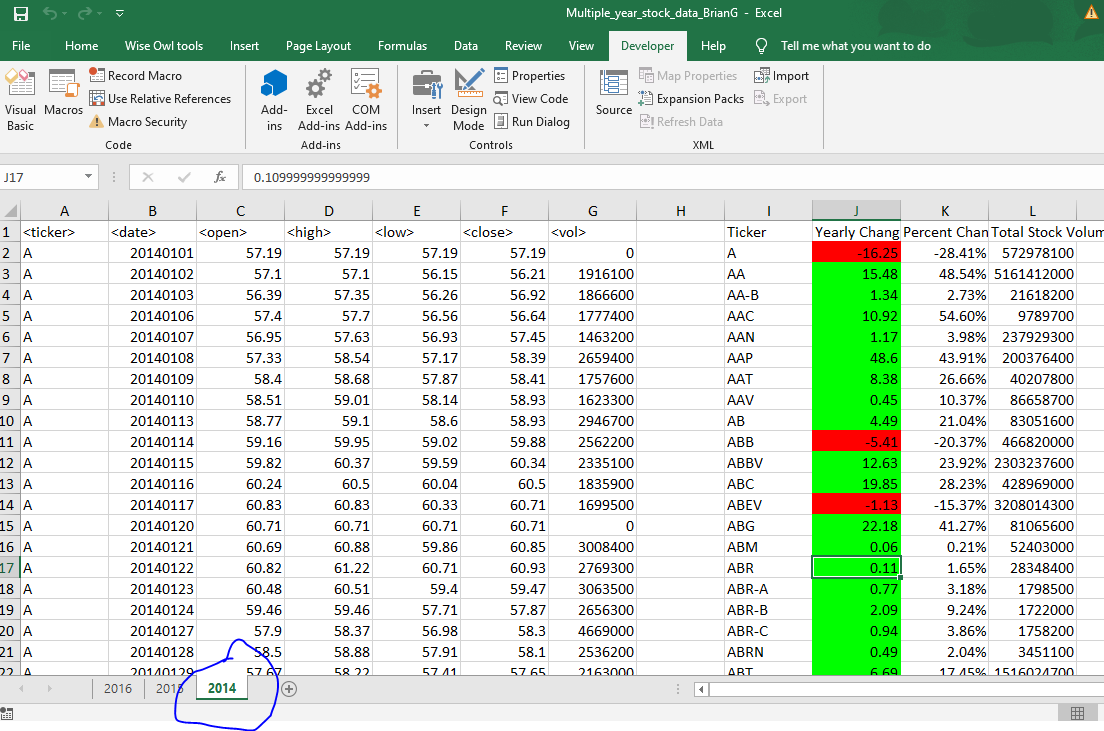 Multiple_year_stock_data_BrianG - Excel
File Home Wise Owl tools Insert Page Layout Formulas Data Review View Developer Help Tell me what you want to do
Visual Basic Macros Record Macro Use Relative References Macro Security
Code
Add-ins Excel Add-ins COM Add-ins
Add-ins
Insert Design Mode Properties View Code Run Dialog
Controls
Source Map Properties Expansion Packs Refresh Data Import Export
XML
J17 fx 0.109999999999999
A B C D E F G H I J K L
1 <ticker> <date> <open> <high> <low> <close> <vol> Ticker Yearly Chang Percent Chan Total Stock Volum
2 A 20140101 57.19 57.19 57.19 57.19 0 A -16.25 -28.41% 572978100
3 A 20140102 57.1 57.1 56.15 56.21 1916100 AA 15.48 48.54% 5161412000
4 A 20140103 56.39 57.35 56.26 56.92 1866600 AA-B 1.34 2.73% 21618200
5 A 20140106 57.4 57.7 56.56 56.64 1777400 AAC 10.92 54.60% 9789700
6 A 20140107 56.95 57.63 56.93 57.45 1463200 AAN 1.17 3.98% 237929300
7 A 20140108 57.33 58.54 57.17 58.39 2659400 AAP 48.6 43.91% 200376400
8 A 20140109 58.4 58.68 57.87 58.41 1757600 AAT 8.38 26.66% 40207800
9 A 20140110 58.51 59.01 58.14 58.93 1623300 AAV 0.45 10.37% 86658700
10 A 20140113 58.77 59.1 58.6 58.93 2946700 AB 4.49 21.04% 83051600
11 A 20140114 59.16 59.95 59.02 59.88 2562200 ABB -5.41 -20.37% 466820000
12 A 20140115 59.82 60.37 59.59 60.34 2335100 ABBV 12.63 23.92% 2303237600
13 A 20140116 60.24 60.5 60.04 60.5 1835900 ABC 19.85 28.23% 428969000
14 A 20140117 60.83 60.83 60.33 60.71 1699500 ABEV -1.13 -15.37% 3208014300
15 A 20140120 60.71 60.71 60.71 60.71 0 ABG 22.18 41.27% 81065600
16 A 20140121 60.69 60.88 59.86 60.85 3008400 ABM 0.06 0.21% 52403000
17 A 20140122 60.82 61.22 60.71 60.93 2769300 ABR 0.11 1.65% 28348400
18 A 20140123 60.48 60.51 59.4 59.47 3063500 ABR-A 0.77 3.18% 1798500
19 A 20140124 59.46 59.46 57.71 57.87 2656300 ABR-B 2.09 9.24% 1722000
20 A 20140127 57.9 58.37 56.98 58.3 4669000 ABR-C 0.94 3.86% 1758200
21 A 20140128 58.5 58.88 57.91 58.1 2536200 ABRN 0.49 2.04% 3451100
22 A 20140129 57.67 58.22 57.41 57.65 2163000 ABT 6.69 17.45% 1516024700
2016 2015 2014